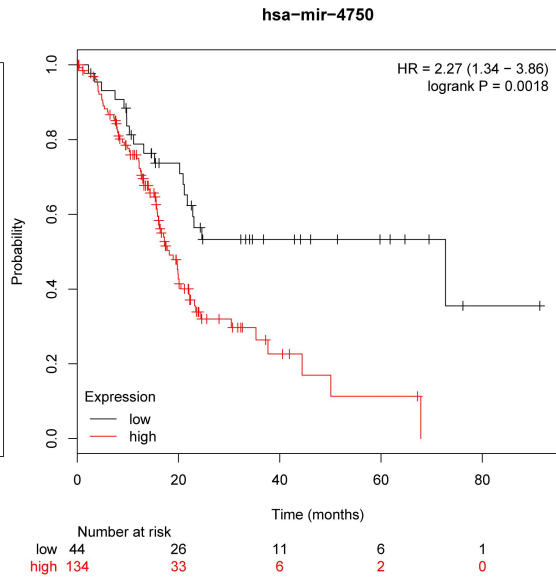 hsa−mir−4750
HR = 2.27 (1.34 − 3.86)
logrank P = 0.0018
Probability
1.0
0.8
0.6
0.4
0.2
0.0
Expression
low
high
0 20 40 60 80
Time (months)
Number at risk
low 44 26 11 6 1
high 134 33 6 2 0